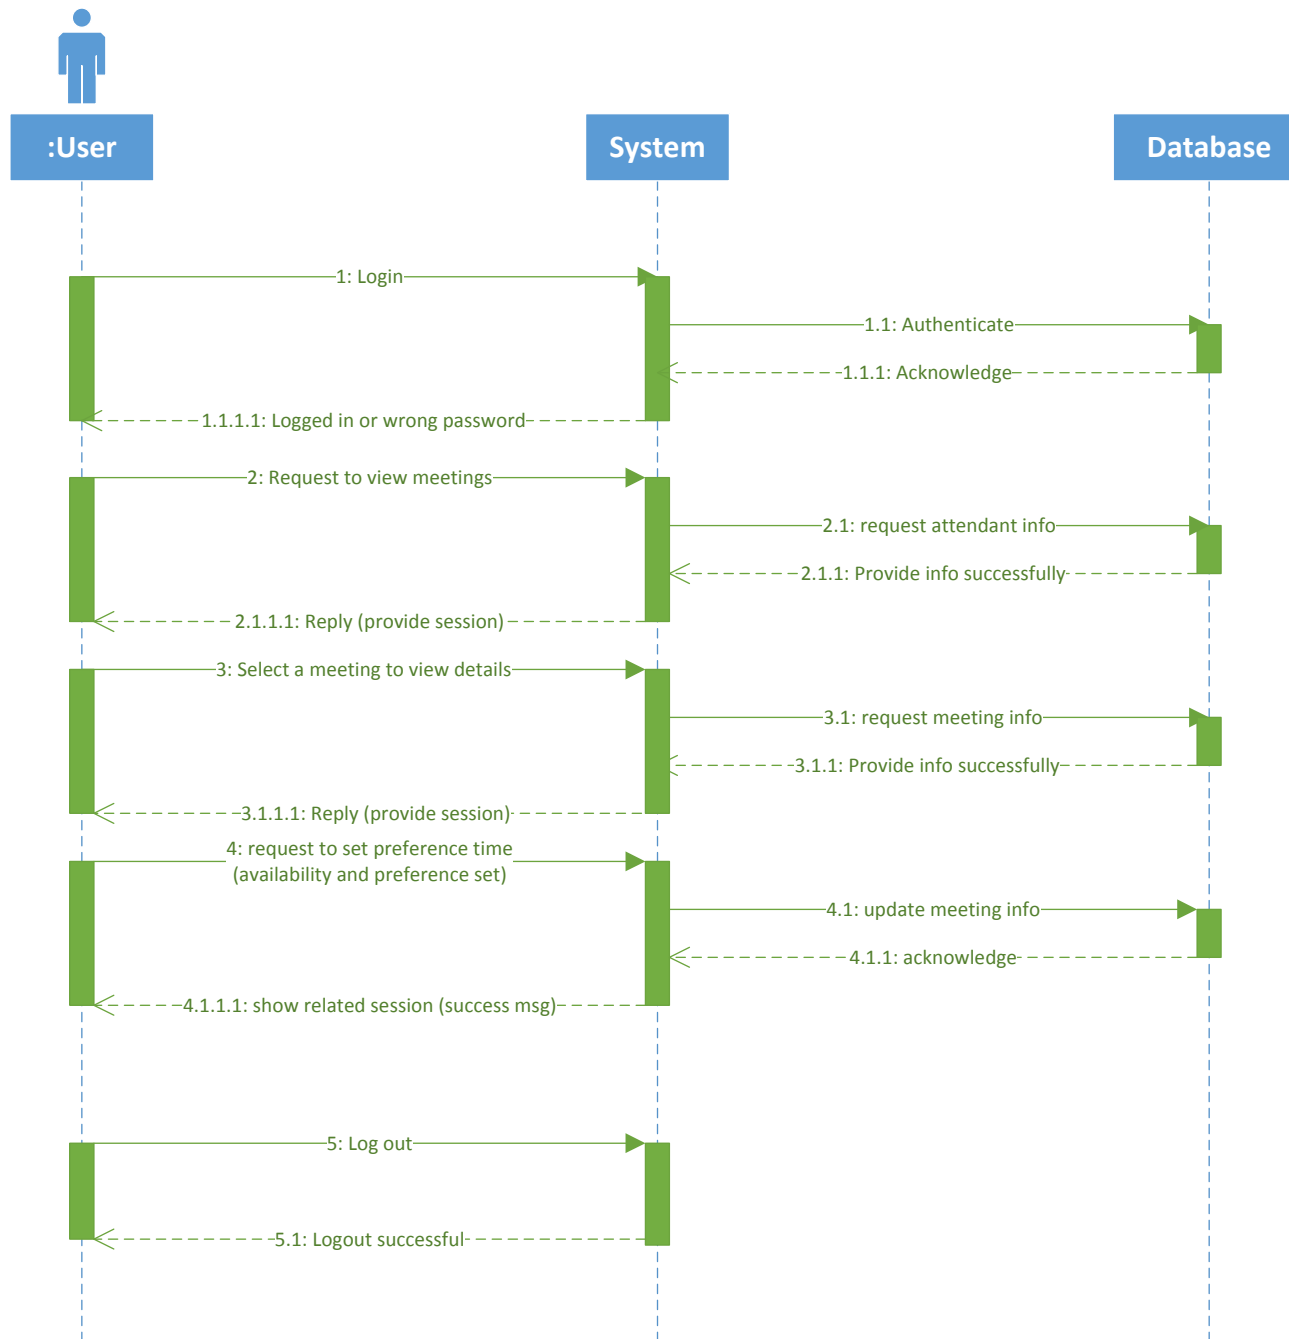 :User
System
Database
1: Login
1.1: Authenticate
1.1.1: Acknowledge
1.1.1.1: Logged in or wrong password
2: Request to view meetings
2.1: request attendant info
2.1.1: Provide info successfully
2.1.1.1: Reply (provide session)
3: Select a meeting to view details
3.1: request meeting info
3.1.1: Provide info successfully
3.1.1.1: Reply (provide session)
4: request to set preference time
(availability and preference set)
4.1: update meeting info
4.1.1: acknowledge
4.1.1.1: show related session (success msg)
5: Log out
5.1: Logout successful